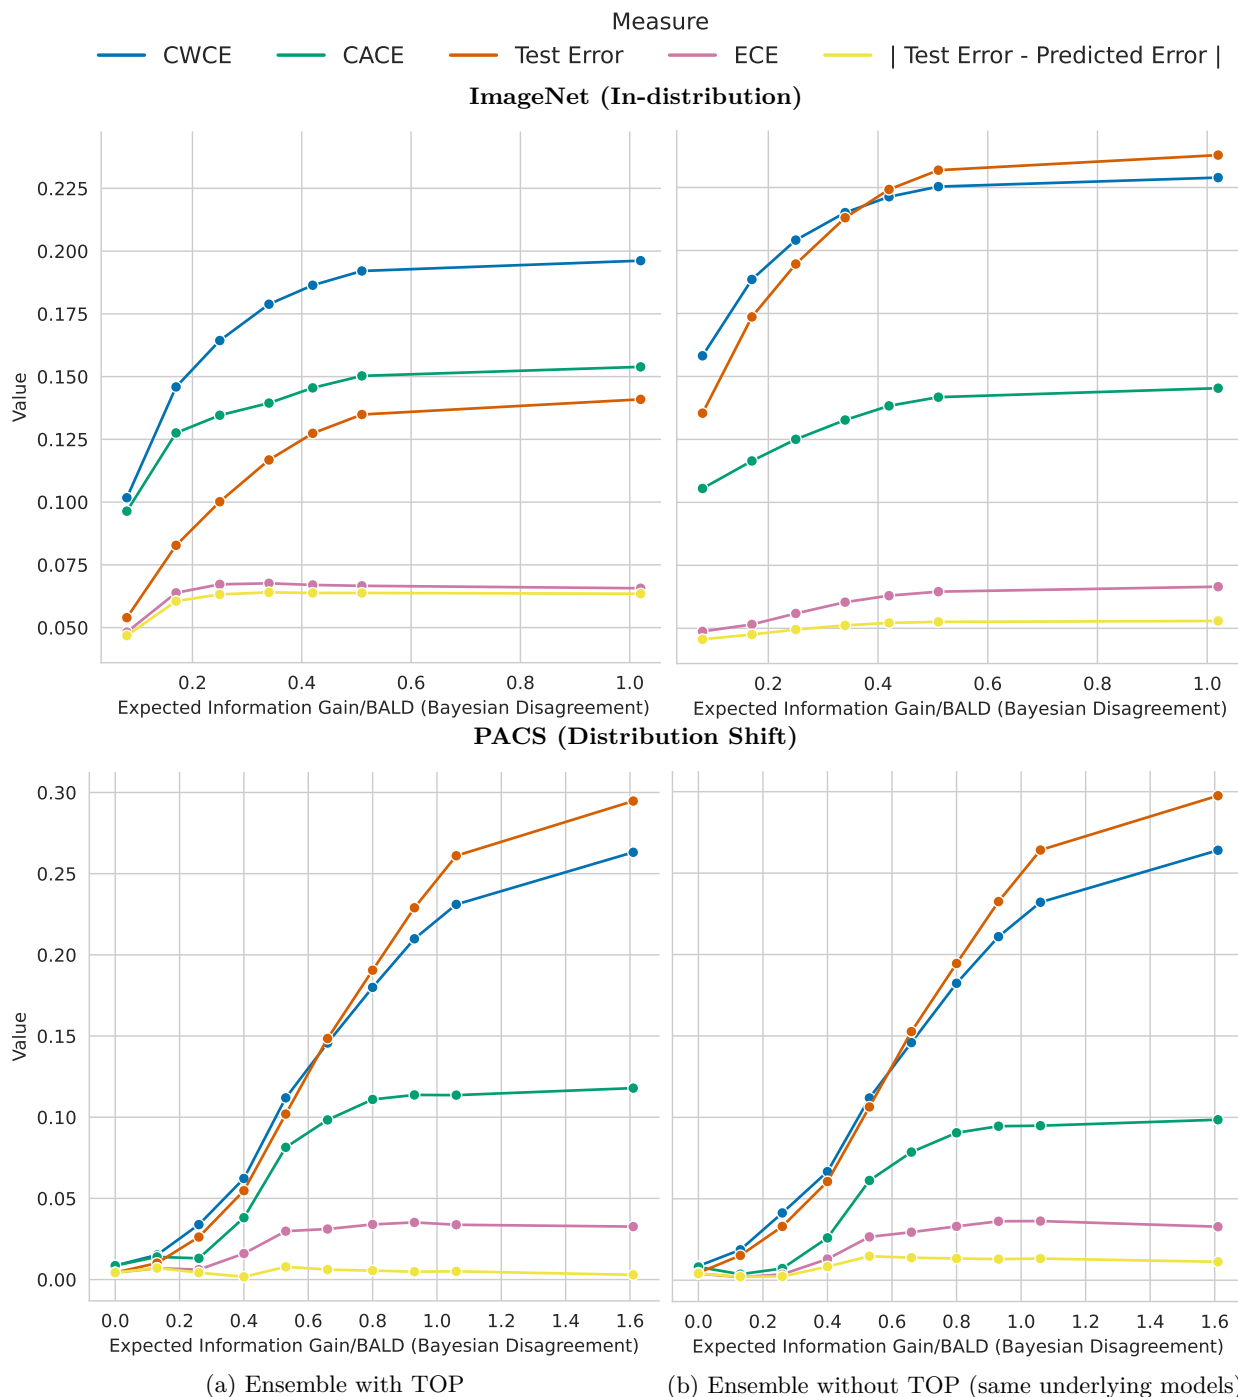 Measure
CWCE CACE Test Error ECE | Test Error - Predicted Error |
ImageNet (In-distribution)
0.225
0.200
0.175
0.150
0.125
0.100
0.075
0.050
Value
0.2 0.4 0.6 0.8 1.0
Expected Information Gain/BALD (Bayesian Disagreement)
0.2 0.4 0.6 0.8 1.0
Expected Information Gain/BALD (Bayesian Disagreement)
PACS (Distribution Shift)
0.30
0.25
0.20
0.15
0.10
0.05
0.00
Value
0.0 0.2 0.4 0.6 0.8 1.0 1.2 1.4 1.6
Expected Information Gain/BALD (Bayesian Disagreement)
0.0 0.2 0.4 0.6 0.8 1.0 1.2 1.4 1.6
Expected Information Gain/BALD (Bayesian Disagreement)
(a) Ensemble with TOP
(b) Ensemble without TOP (same underlying models)